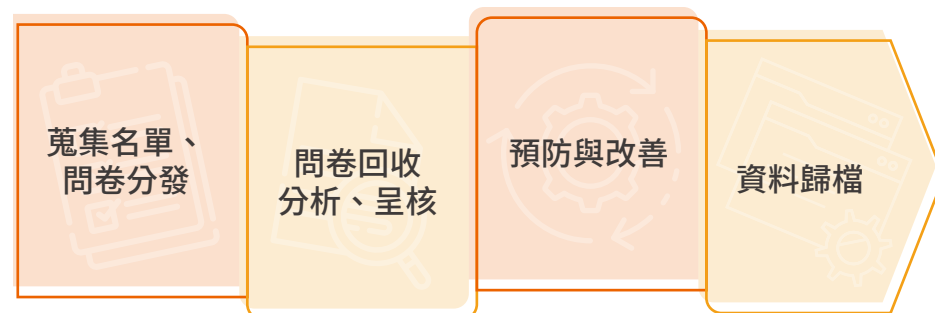 蒐集名單、
問卷分發
問卷回收
分析、呈核
預防與改善
資料歸檔